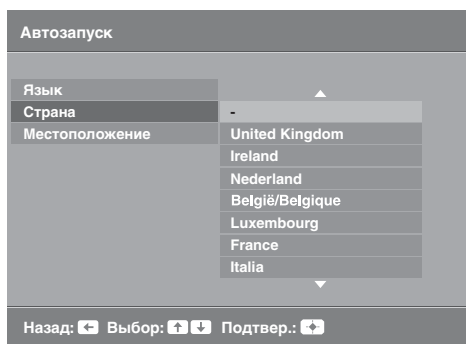 Автозапуск
Язык
Страна -
Местоположение United Kingdom
Ireland
Nederland
België/Belgique
Luxembourg
France
Italia
Назад: Выбор: Подтвер.: